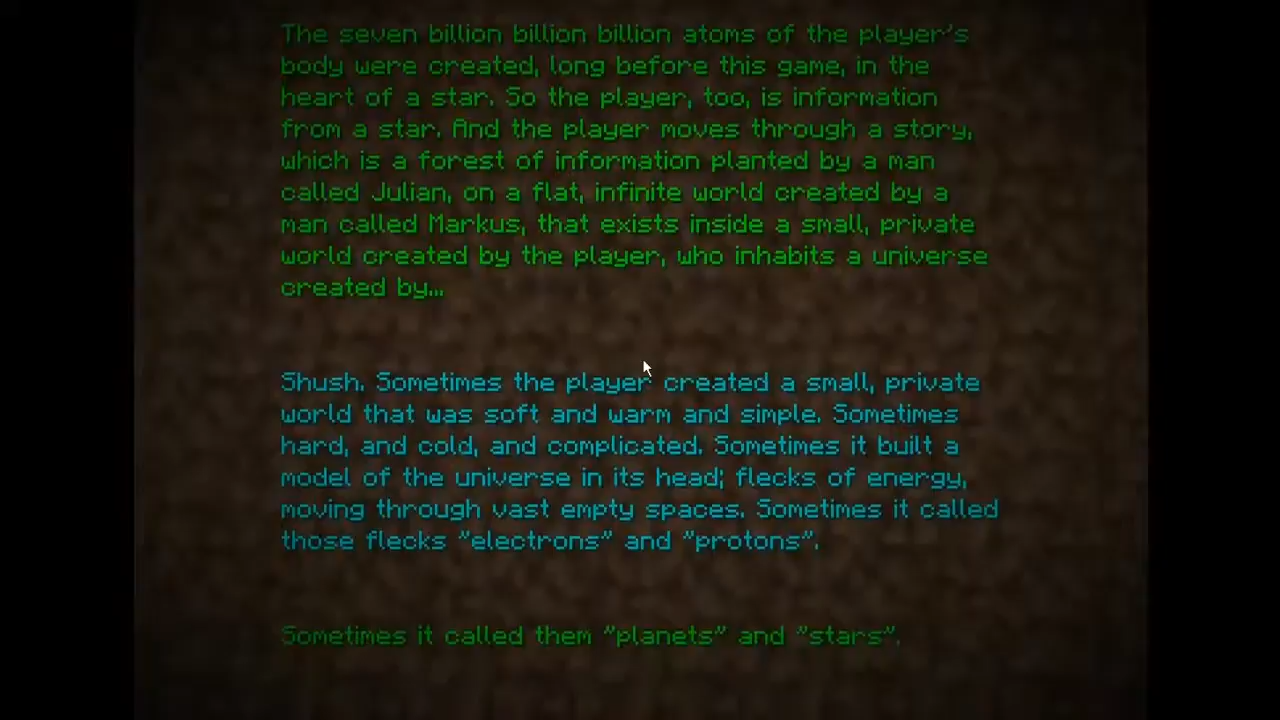 The seven billion billion billion atoms of the player's
body were created, long before this game, in the
heart of a star. So the player, too, is information
from a star. And the player moves through a story,
which is a forest of information planted by a man
called Julian, on a flat, infinite world created by a
man called Markus, that exists inside a small, private
world created by the player, who inhabits a universe
created by...
Shush. Sometimes the player created a small, private
world that was soft and warm and simple. Sometimes
hard, and cold, and complicated. Sometimes it built a
model of the universe in its head; flecks of energy,
moving through vast empty spaces. Sometimes it called
those flecks "electrons" and "protons".
Sometimes it called them "planets" and "stars".